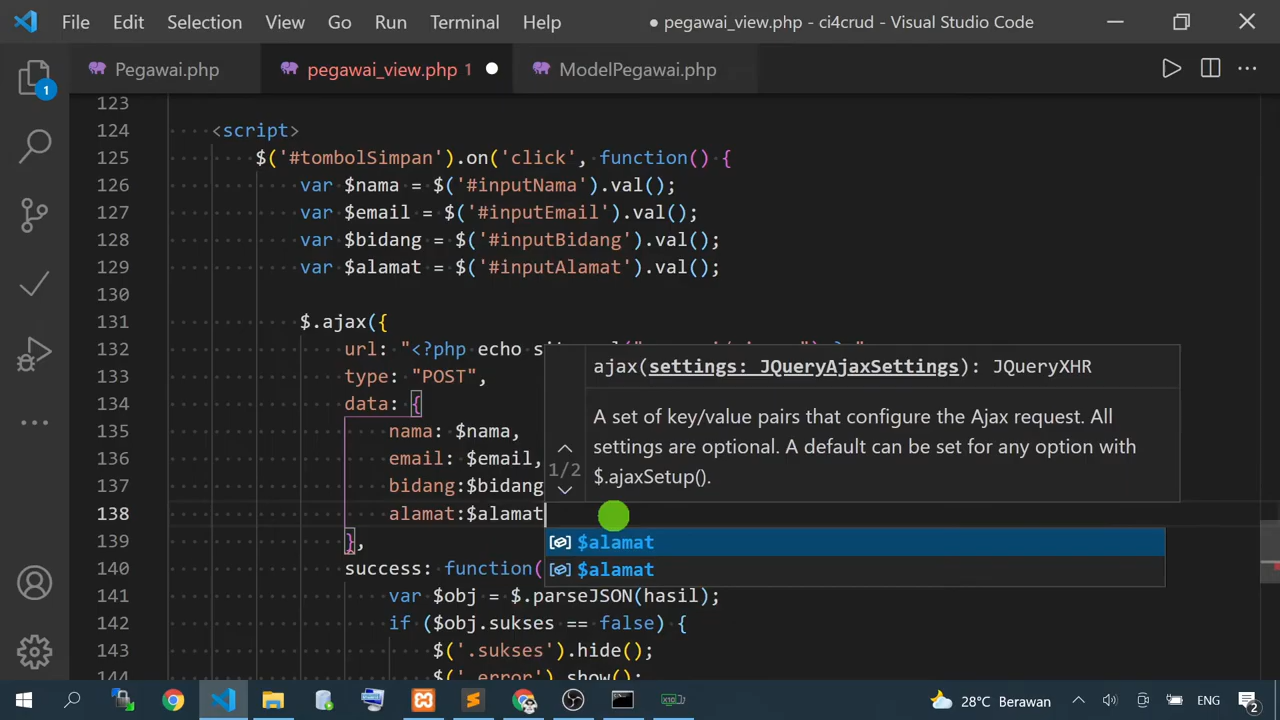 File Edit Selection View Go Run Terminal Help ● pegawai_view.php - ci4crud - Visual Studio Code
Pegawai.php pegawai_view.php 1 ModelPegawai.php
1
123
124 <script>
125 $('#tombolSimpan').on('click', function() {
126 var $nama = $('#inputNama').val();
127 var $email = $('#inputEmail').val();
128 var $bidang = $('#inputBidang').val();
129 var $alamat = $('#inputAlamat').val();
130
131 $.ajax({
132 url: "<?php echo
133 type: "POST",
134 data: {
135 nama: $nama,
136 email: $email,
137 bidang:$bidang
138 alamat:$alamat
139 },
140 success: function(
141 var $obj = $.parseJSON(hasil);
142 if ($obj.sukses == false) {
143 $('.sukses').hide();
144 $('.error').show();
ajax(settings: JQueryAjaxSettings): JQueryXHR
A set of key/value pairs that configure the Ajax request. All
settings are optional. A default can be set for any option with
$.ajaxSetup().
1/2
$alamat
$alamat
28°C Berawan ENG 2